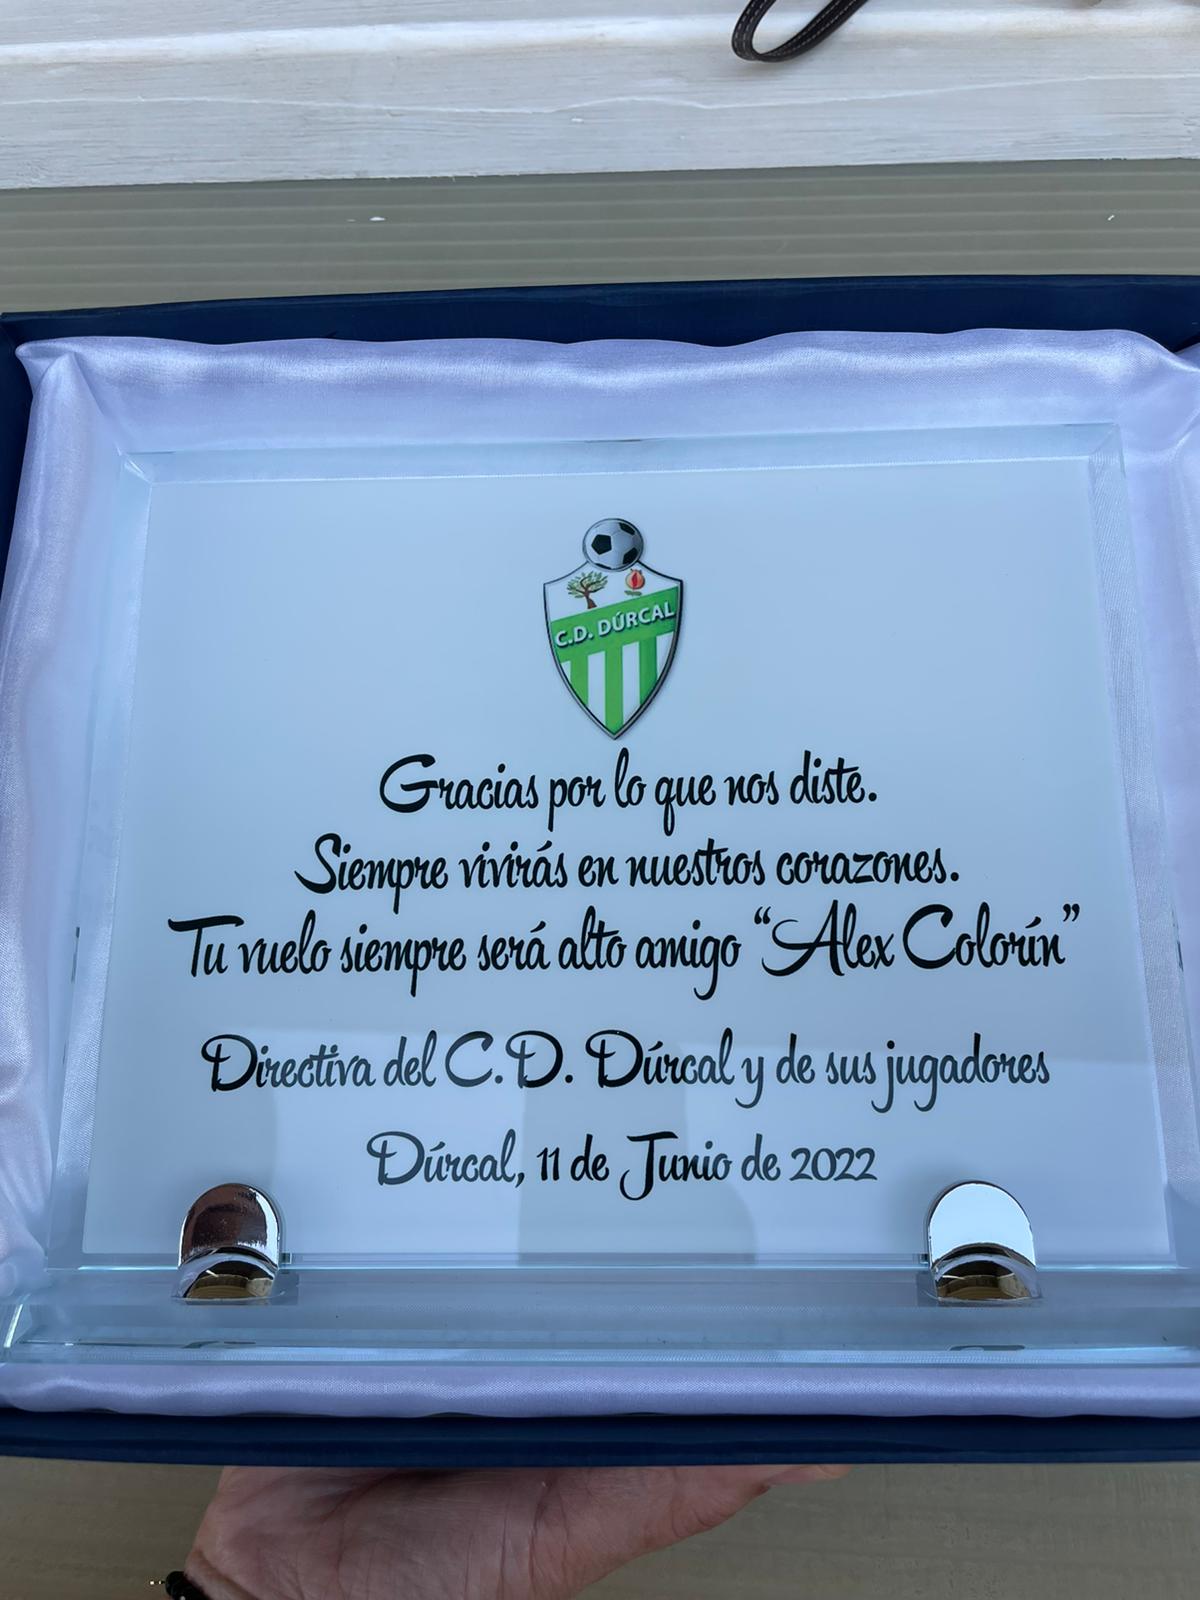 C.D. DÚRCAL
Gracias por lo que nos diste.
Siempre vivirás en nuestros corazones.
Tu vuelo siempre será alto amigo “Alex Colorín”
Directiva del C.D. Dúrcal y de sus jugadores
Dúrcal, 11 de Junio de 2022